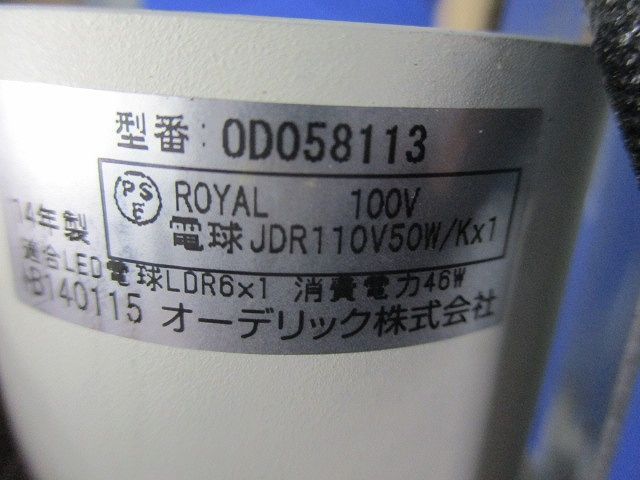 型番:OD058113
PS E ROYAL 100V
14年製 電球JDR110V50W/Kx1
適合LED電球LDR6x1 消費電力46W
B140115 オーデリック株式会社